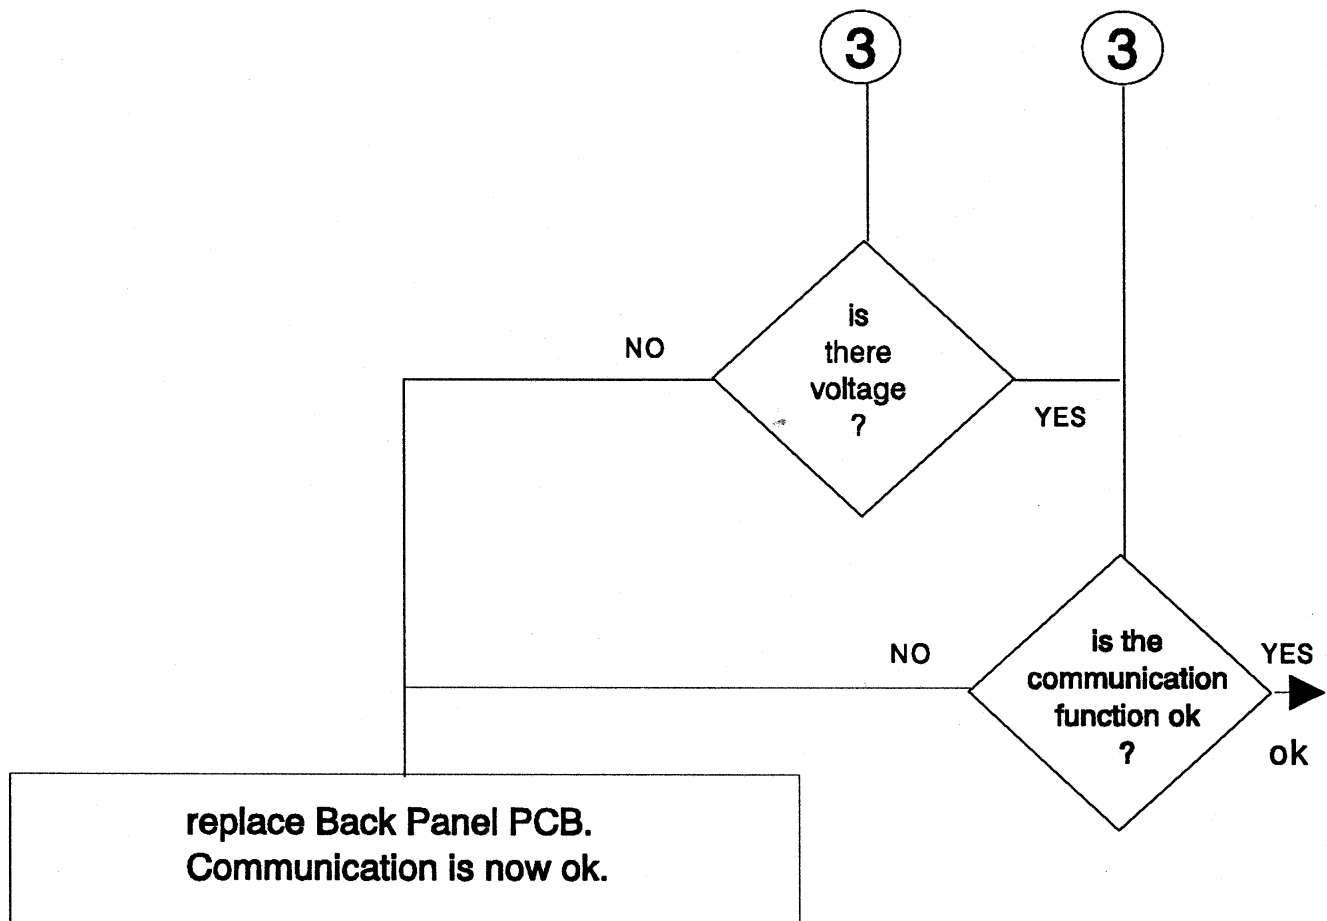 3
3
is
there
voltage
?
NO
YES
is the
communication
function ok
?
NO
YES
ok
replace Back Panel PCB.
Communication is now ok.